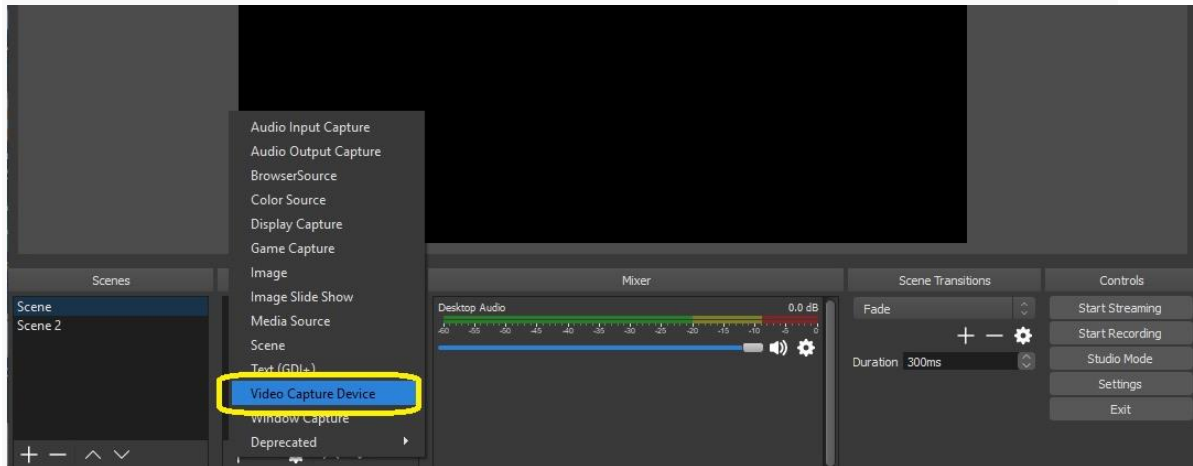 Audio Input Capture
Audio Output Capture
BrowserSource
Color Source
Display Capture
Game Capture
Image
Image Slide Show
Media Source
Scene
Text (GDI+)
Video Capture Device
Window Capture
Deprecated
Scenes
Scene
Scene 2
Mixer
Desktop Audio 0.0 dB
-60 -55 -50 -45 -40 -35 -30 -25 -20 -15 -10 -5 0
Scene Transitions
Fade
Duration 300ms
Controls
Start Streaming
Start Recording
Studio Mode
Settings
Exit